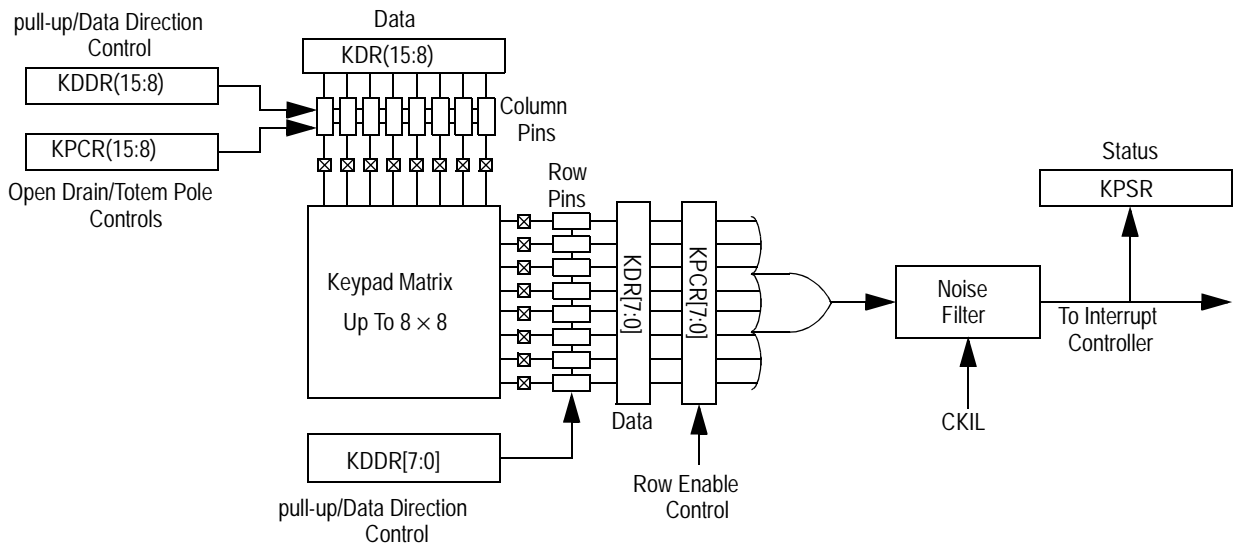 pull-up/Data Direction
Control
KDDR(15:8)
KPCR(15:8)
Open Drain/Totem Pole
Controls
Data
KDR(15:8)
Column
Pins
Row
Pins
Keypad Matrix
Up To 8 × 8
KDR[7:0]
KPCR[7:0]
Data
KDDR[7:0]
pull-up/Data Direction
Control
Row Enable
Control
Noise
Filter
CKIL
Status
KPSR
To Interrupt
Controller